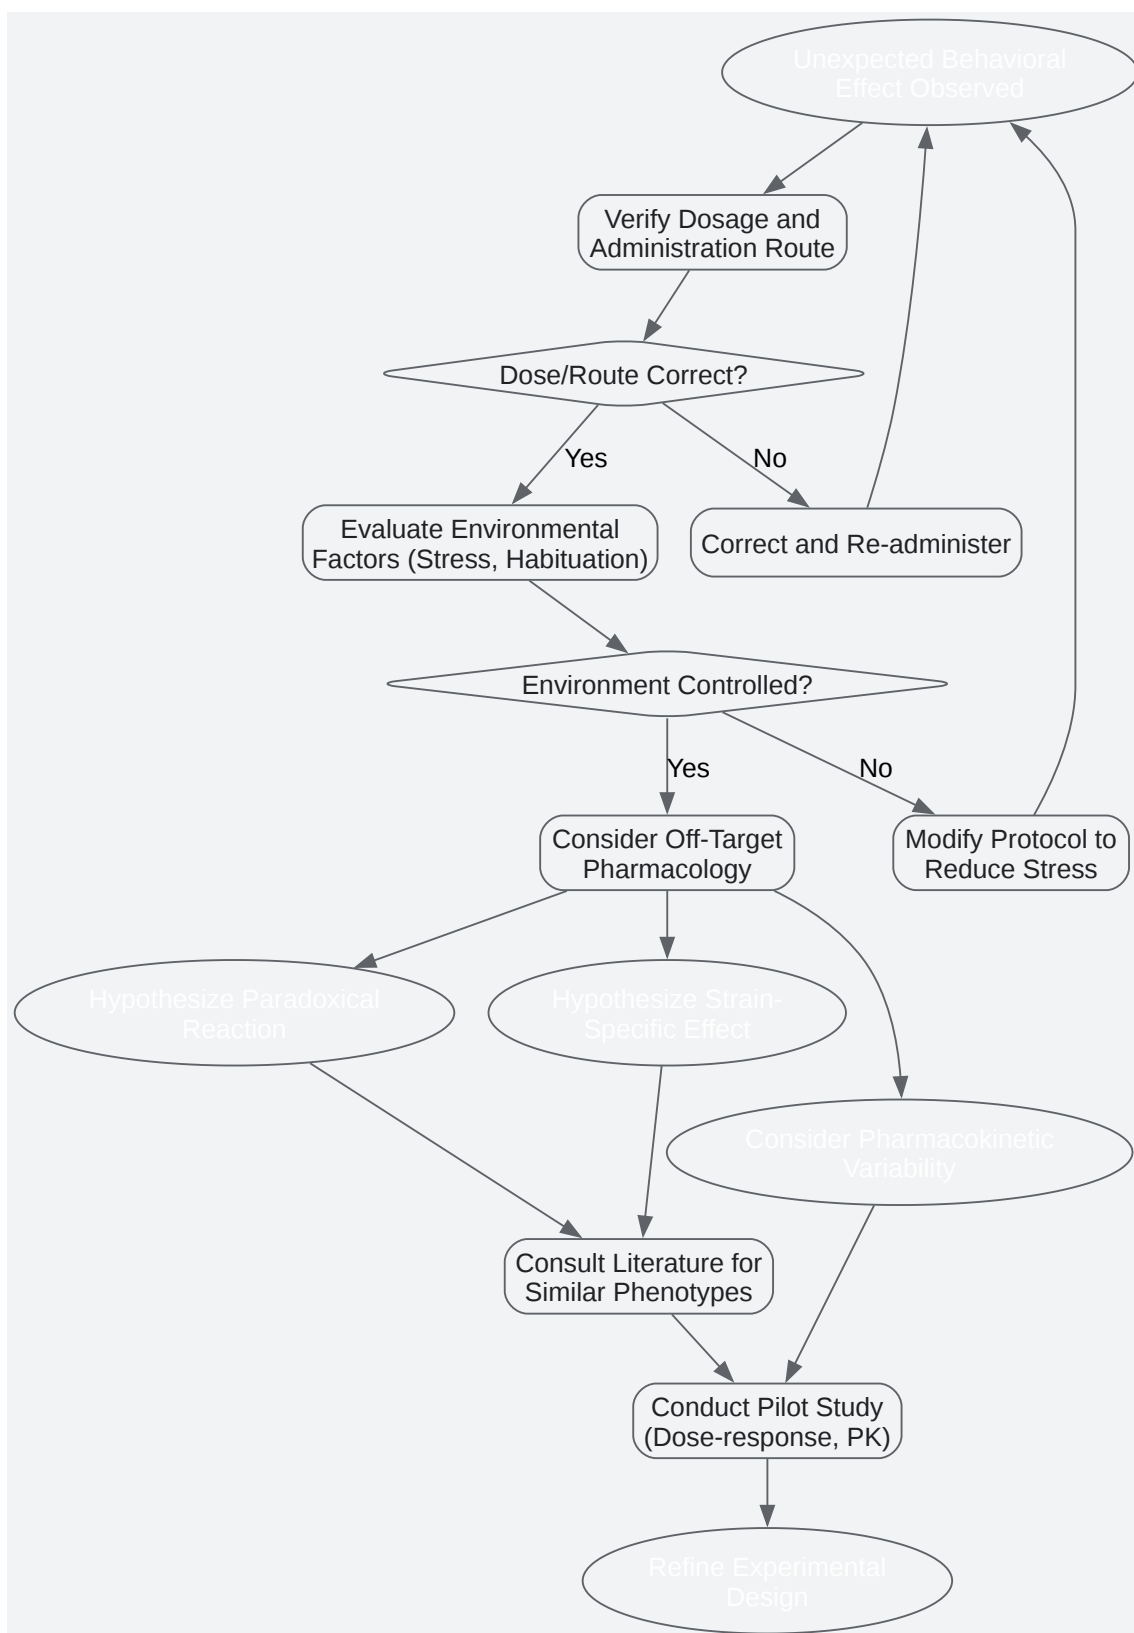 Unexpected Behavioral
Effect Observed
Verify Dosage and
Administration Route
Dose/Route Correct?
Yes
No
Evaluate Environmental
Factors (Stress, Habituation)
Correct and Re-administer
Environment Controlled?
Yes
No
Consider Off-Target
Pharmacology
Modify Protocol to
Reduce Stress
Hypothesize Paradoxical
Reaction
Hypothesize Strain-
Specific Effect
Consider Pharmacokinetic
Variability
Consult Literature for
Similar Phenotypes
Conduct Pilot Study
(Dose-response, PK)
Refine Experimental
Design